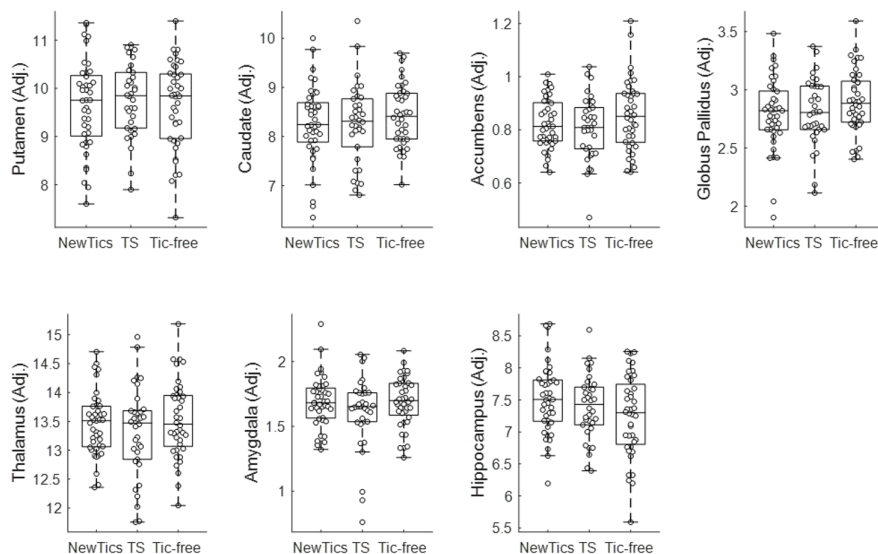 Putamen (Adj.)
11
10
9
8
NewTics TS Tic-free
Caudate (Adj.)
10
9
8
7
NewTics TS Tic-free
Accumbens (Adj.)
1.2
1
0.8
0.6
NewTics TS Tic-free
Globus Pallidus (Adj.)
3.5
3
2.5
2
NewTics TS Tic-free
Thalamus (Adj.)
15
14.5
14
13.5
13
12.5
12
NewTics TS Tic-free
Amygdala (Adj.)
2
1.5
1
NewTics TS Tic-free
Hippocampus (Adj.)
8.5
8
7.5
7
6.5
6
5.5
NewTics TS Tic-free